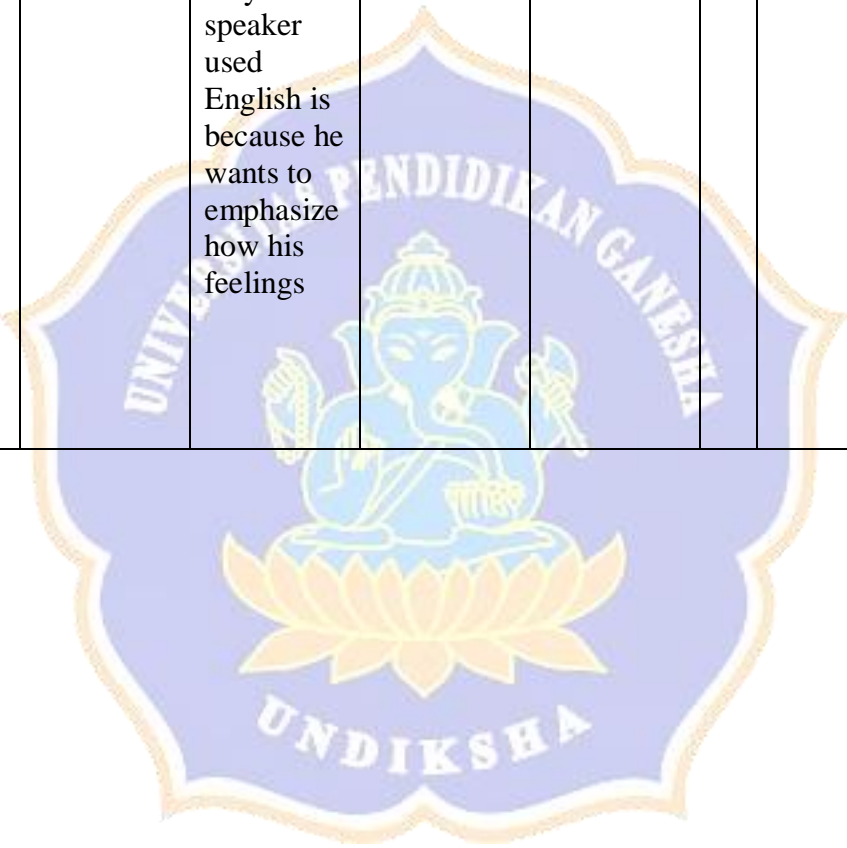 speaker
used
English is
because he
wants to
emphasize
how his
feelings
UNIVERSITAS PENDIDIKAN GANESHA
UNDIKSHA